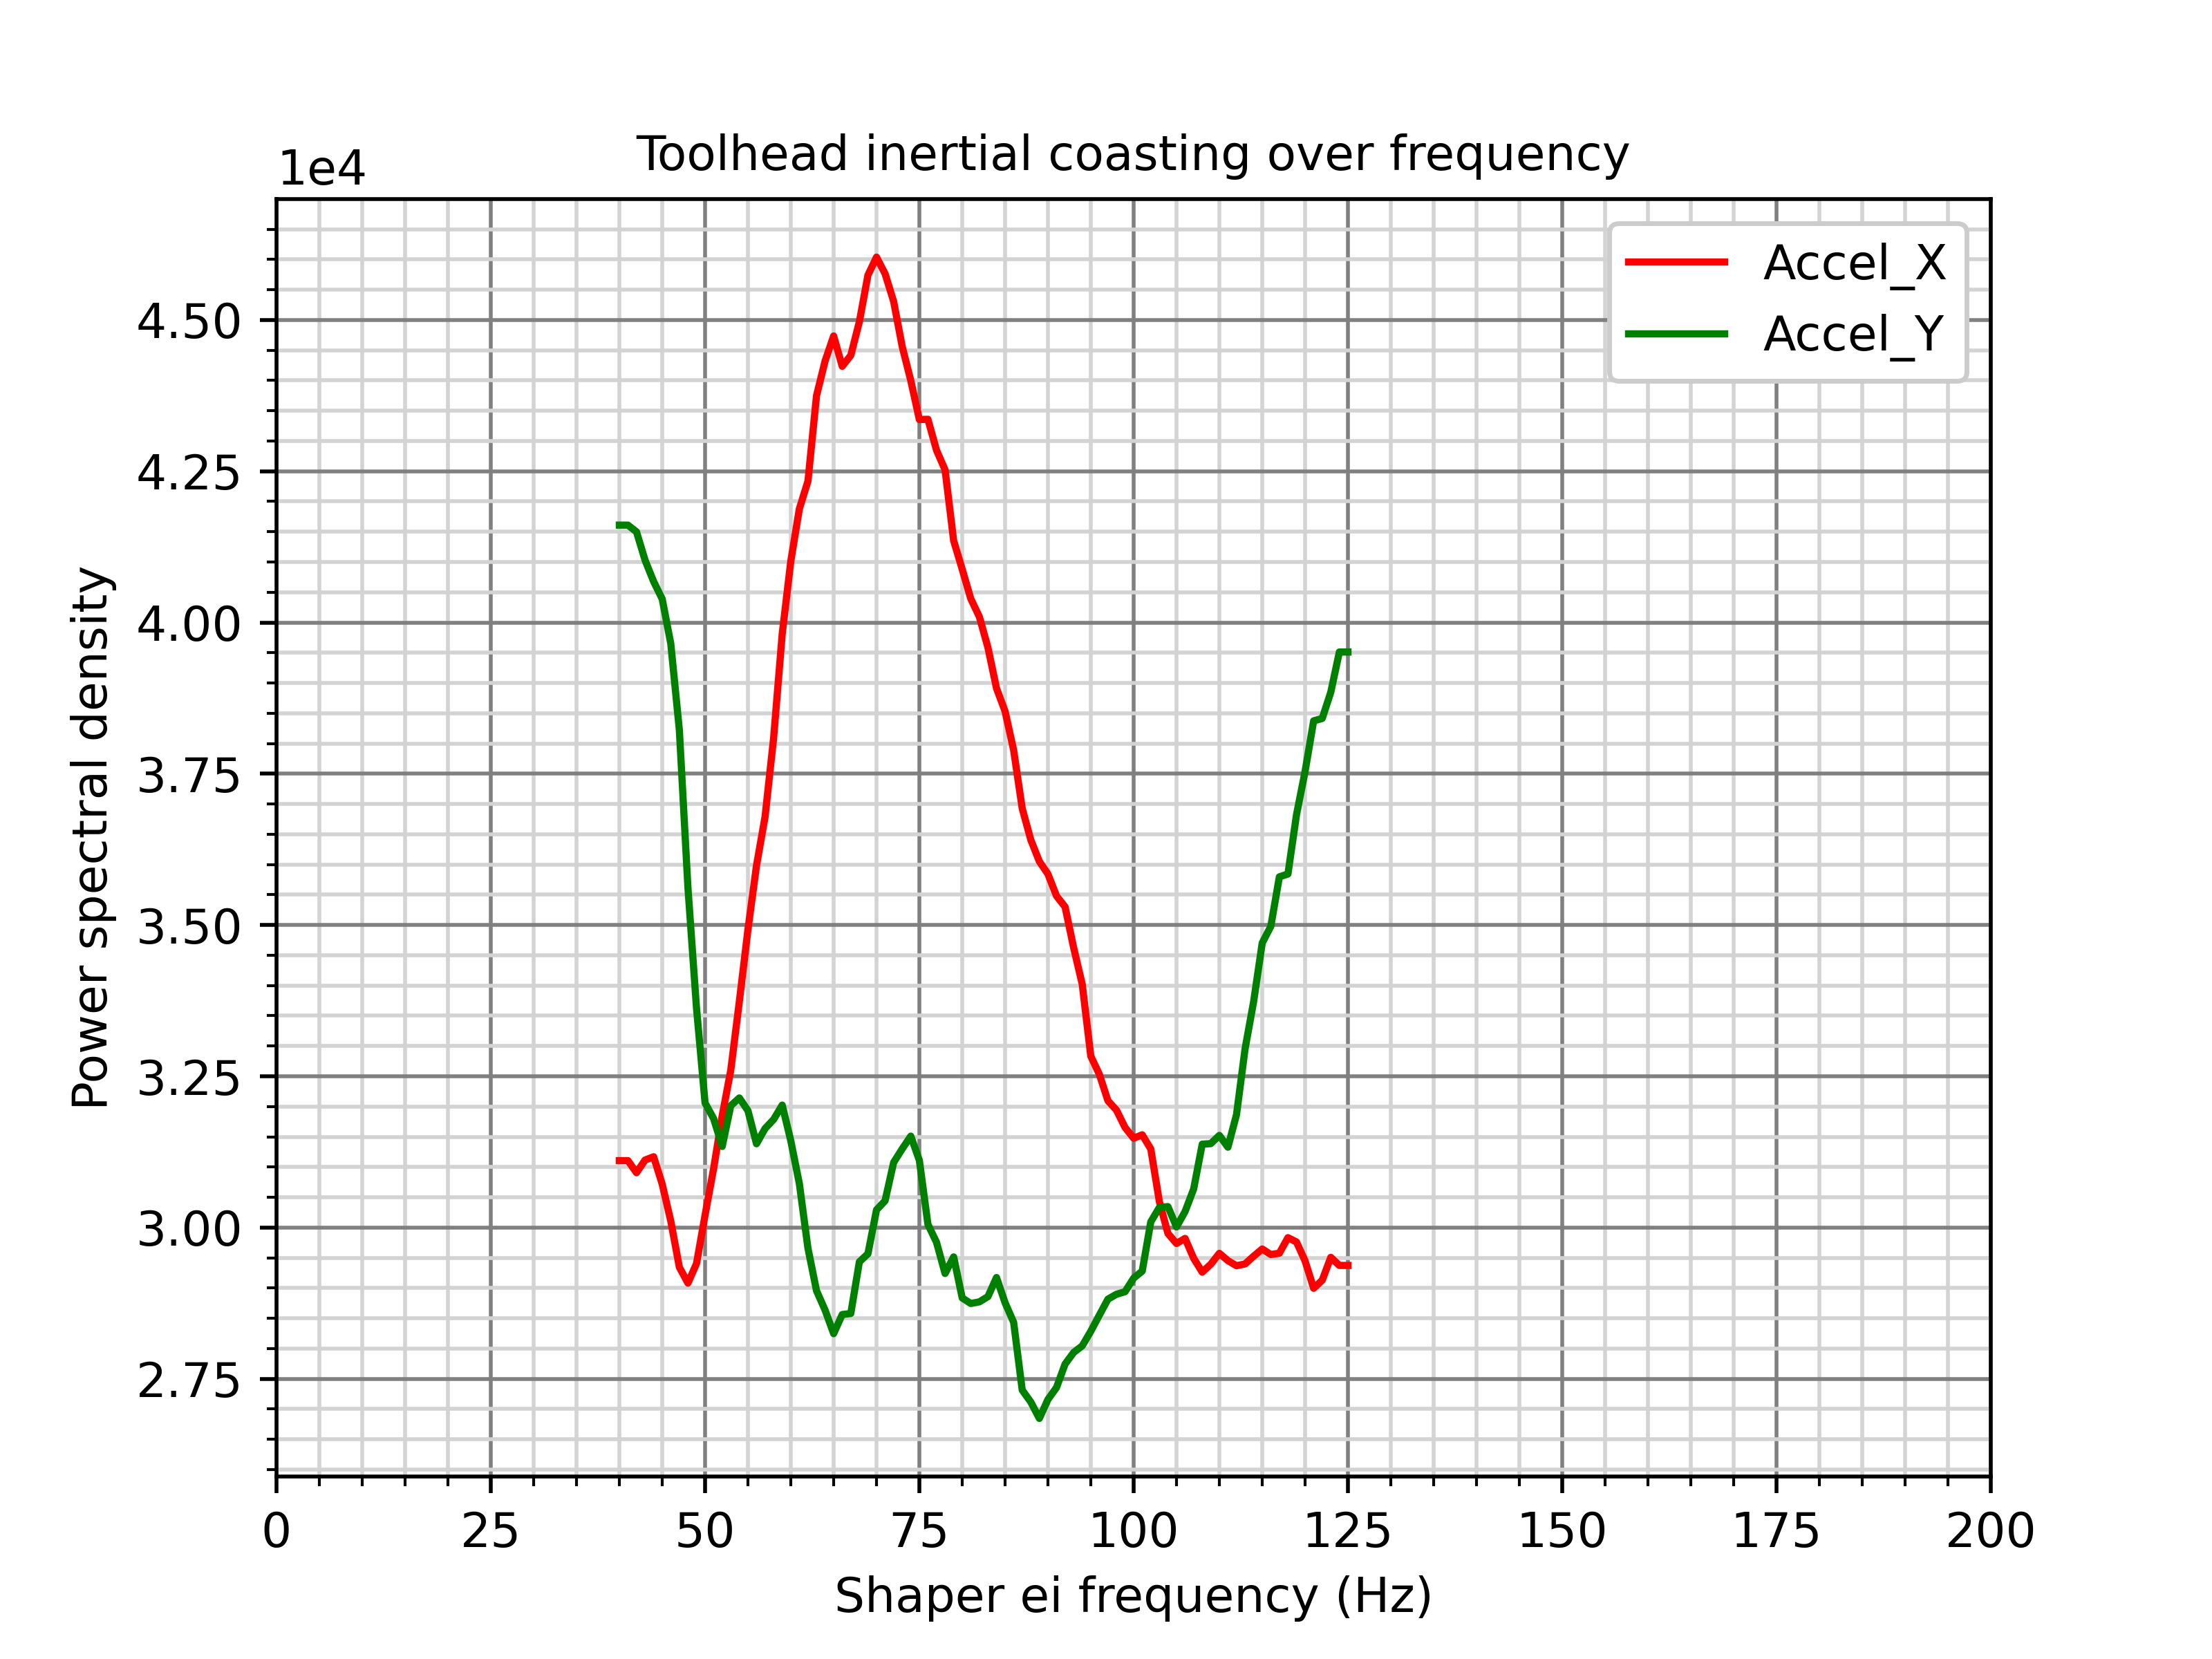 Toolhead inertial coasting over frequency
1e4
Accel_X
Accel_Y
4.50
4.25
4.00
3.75
3.50
3.25
3.00
2.75
Power spectral density
0 25 50 75 100 125 150 175 200
Shaper ei frequency (Hz)